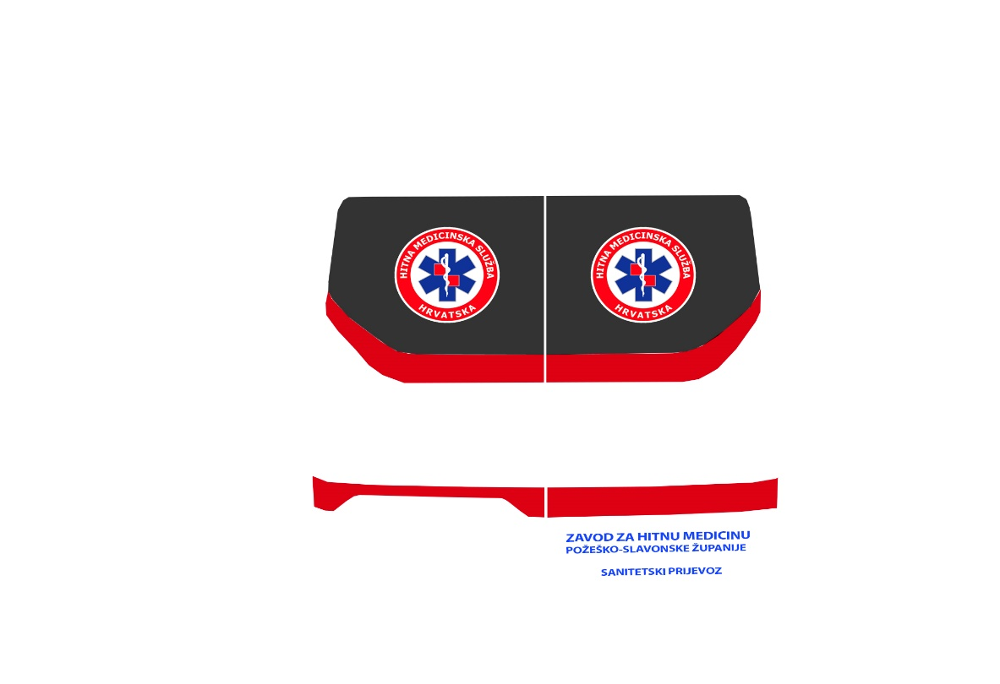 HITNA MEDICINSKA SLUŽBA
HRVATSKA
HITNA MEDICINSKA SLUŽBA
HRVATSKA
ZAVOD ZA HITNU MEDICINU
POŽEŠKO-SLAVONSKE ŽUPANIJE
SANITETSKI PRIJEVOZ